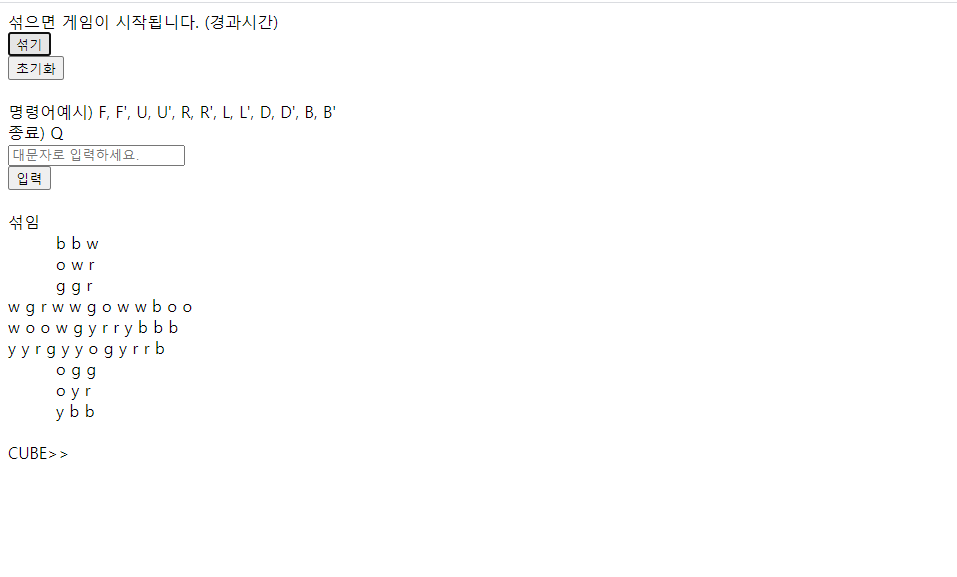 섞으면 게임이 시작됩니다. (경과시간)
섞기
초기화
명령어예시) F, F', U, U', R, R', L, L', D, D', B, B'
종료) Q
대문자로 입력하세요.
입력
섞임
b b w
o w r
g g r
w g r w w g o w w b o o
w o o w g y r r y b b b
y y r g y y o g y r r b
o g g
o y r
y b b
CUBE>>